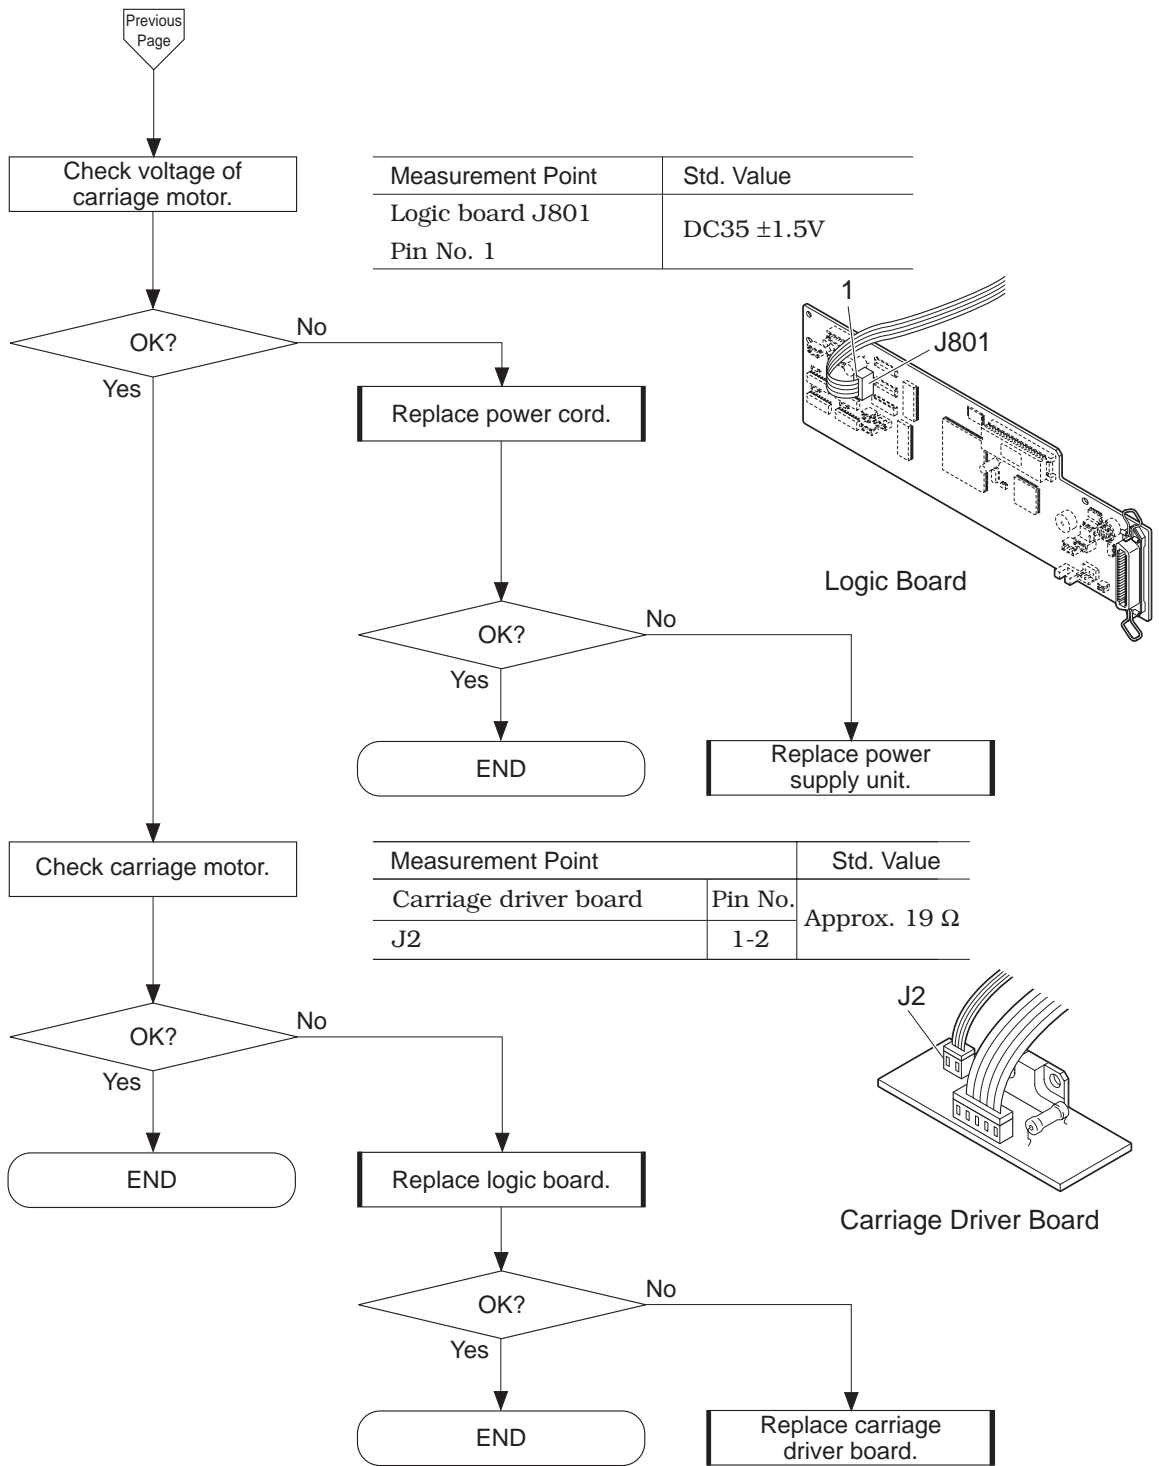 Previous
Page
Check voltage of
carriage motor.
Measurement Point Std. Value
Logic board J801
Pin No. 1
DC35 ±1.5V
1
J801
OK?
No
Yes
Replace power cord.
Logic Board
OK?
No
Yes
END
Replace power
supply unit.
Check carriage motor.
Measurement Point Std. Value
Carriage driver board Pin No.
Approx. 19 Ω
J2 1-2
J2
OK?
No
Yes
END
Replace logic board.
Carriage Driver Board
OK?
No
Yes
END
Replace carriage
driver board.